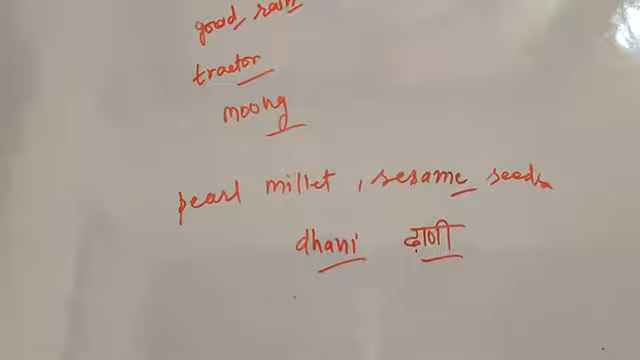 good rain
tractor
moong
pearl millet, sesame seeds
dhani ढ़ाणी